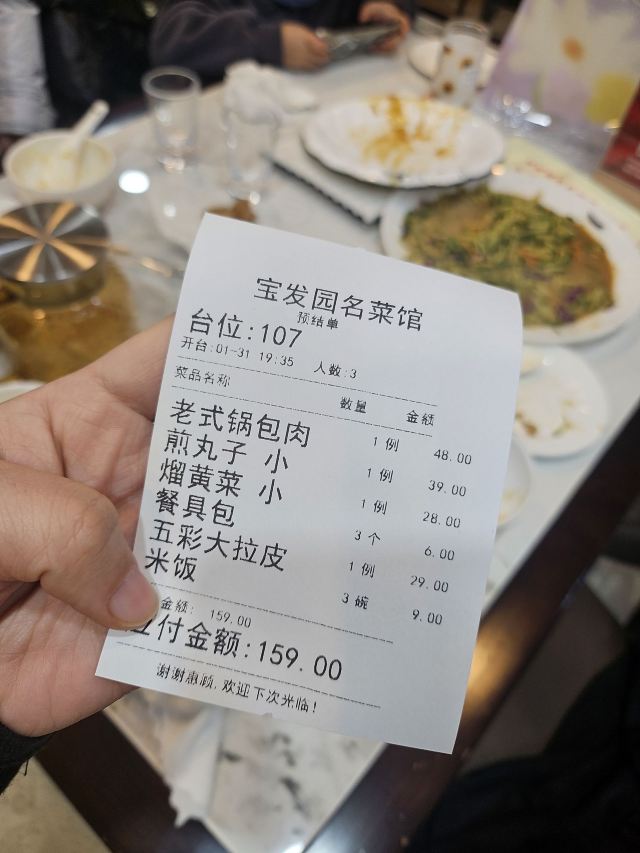 宝发园名菜馆
预结单
台位:107
开台:01-31 19:35 人数:3
菜品名称 数量 金额
老式锅包肉 1 例 48.00
煎丸子 小 1 例 39.00
熘黄菜 小 1 例 28.00
餐具包 3 个 6.00
五彩大拉皮 1 例 29.00
米饭 3 碗 9.00
金额: 159.00
付金额:159.00
谢谢惠顾,欢迎下次光临!